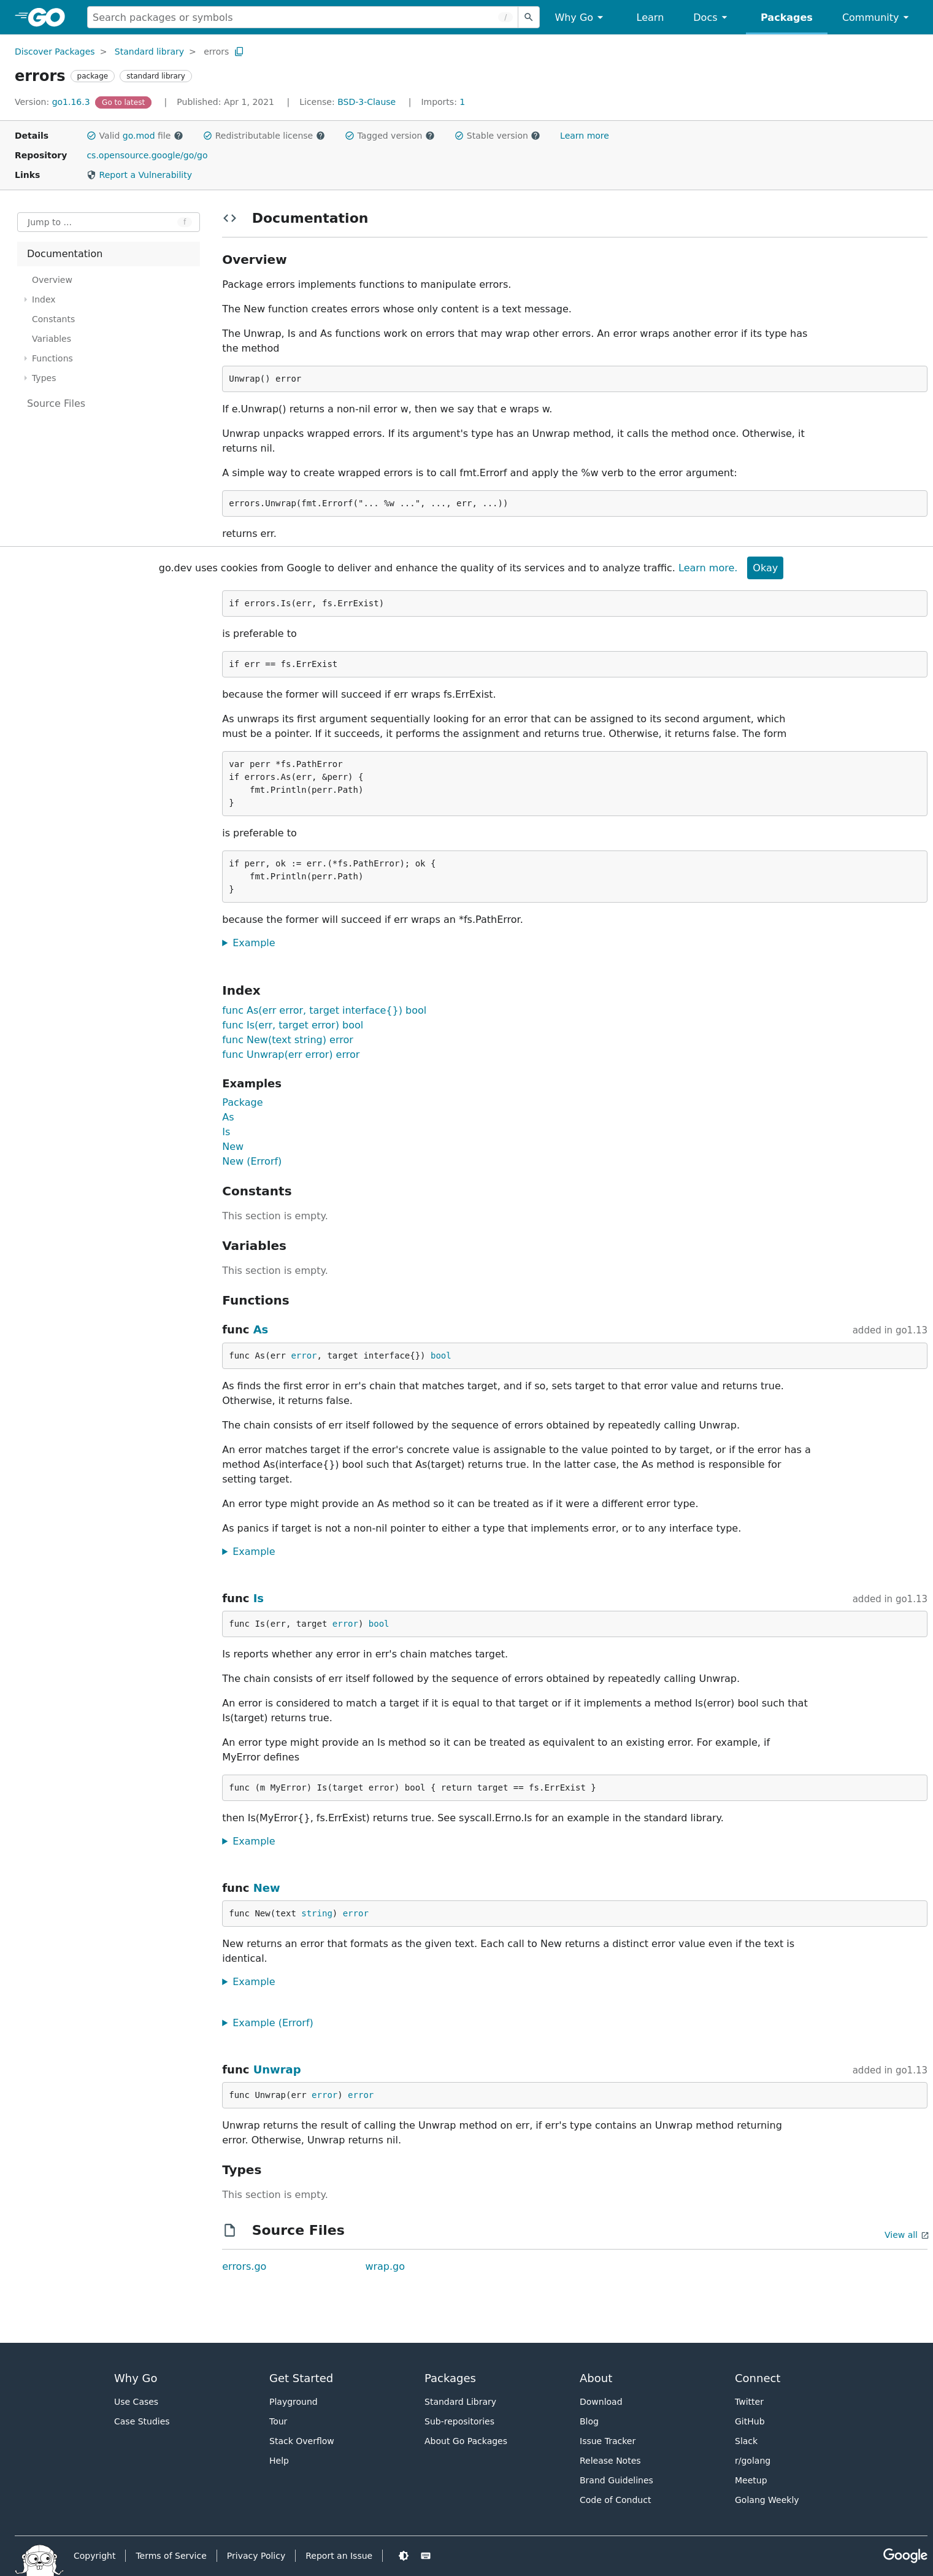 GO
Search packages or symbols
/
Why Go
Learn
Docs
Packages
Community
Discover Packages > Standard library > errors
errors package standard library
Version: go1.16.3 Go to latest | Published: Apr 1, 2021 | License: BSD-3-Clause | Imports: 1
Details Valid go.mod file Redistributable license Tagged version Stable version Learn more
Repository cs.opensource.google/go/go
Links Report a Vulnerability
Jump to ... f
Documentation
Overview
Index
Constants
Variables
Functions
Types
Source Files
Documentation
Overview
Package errors implements functions to manipulate errors.
The New function creates errors whose only content is a text message.
The Unwrap, Is and As functions work on errors that may wrap other errors. An error wraps another error if its type has
the method
Unwrap() error
If e.Unwrap() returns a non-nil error w, then we say that e wraps w.
Unwrap unpacks wrapped errors. If its argument's type has an Unwrap method, it calls the method once. Otherwise, it
returns nil.
A simple way to create wrapped errors is to call fmt.Errorf and apply the %w verb to the error argument:
errors.Unwrap(fmt.Errorf("... %w ...", ..., err, ...))
returns err.
go.dev uses cookies from Google to deliver and enhance the quality of its services and to analyze traffic. Learn more. Okay
if errors.Is(err, fs.ErrExist)
is preferable to
if err == fs.ErrExist
because the former will succeed if err wraps fs.ErrExist.
As unwraps its first argument sequentially looking for an error that can be assigned to its second argument, which
must be a pointer. If it succeeds, it performs the assignment and returns true. Otherwise, it returns false. The form
var perr *fs.PathError
if errors.As(err, &perr) {
    fmt.Println(perr.Path)
}
is preferable to
if perr, ok := err.(*fs.PathError); ok {
    fmt.Println(perr.Path)
}
because the former will succeed if err wraps an *fs.PathError.
Example
Index
func As(err error, target interface{}) bool
func Is(err, target error) bool
func New(text string) error
func Unwrap(err error) error
Examples
Package
As
Is
New
New (Errorf)
Constants
This section is empty.
Variables
This section is empty.
Functions
func As added in go1.13
func As(err error, target interface{}) bool
As finds the first error in err's chain that matches target, and if so, sets target to that error value and returns true.
Otherwise, it returns false.
The chain consists of err itself followed by the sequence of errors obtained by repeatedly calling Unwrap.
An error matches target if the error's concrete value is assignable to the value pointed to by target, or if the error has a
method As(interface{}) bool such that As(target) returns true. In the latter case, the As method is responsible for
setting target.
An error type might provide an As method so it can be treated as if it were a different error type.
As panics if target is not a non-nil pointer to either a type that implements error, or to any interface type.
Example
func Is added in go1.13
func Is(err, target error) bool
Is reports whether any error in err's chain matches target.
The chain consists of err itself followed by the sequence of errors obtained by repeatedly calling Unwrap.
An error is considered to match a target if it is equal to that target or if it implements a method Is(error) bool such that
Is(target) returns true.
An error type might provide an Is method so it can be treated as equivalent to an existing error. For example, if
MyError defines
func (m MyError) Is(target error) bool { return target == fs.ErrExist }
then Is(MyError{}, fs.ErrExist) returns true. See syscall.Errno.Is for an example in the standard library.
Example
func New
func New(text string) error
New returns an error that formats as the given text. Each call to New returns a distinct error value even if the text is
identical.
Example
Example (Errorf)
func Unwrap added in go1.13
func Unwrap(err error) error
Unwrap returns the result of calling the Unwrap method on err, if err's type contains an Unwrap method returning
error. Otherwise, Unwrap returns nil.
Types
This section is empty.
Source Files View all
errors.go wrap.go
Why Go
Use Cases
Case Studies
Get Started
Playground
Tour
Stack Overflow
Help
Packages
Standard Library
Sub-repositories
About Go Packages
About
Download
Blog
Issue Tracker
Release Notes
Brand Guidelines
Code of Conduct
Connect
Twitter
GitHub
Slack
r/golang
Meetup
Golang Weekly
Copyright
Terms of Service
Privacy Policy
Report an Issue
Google